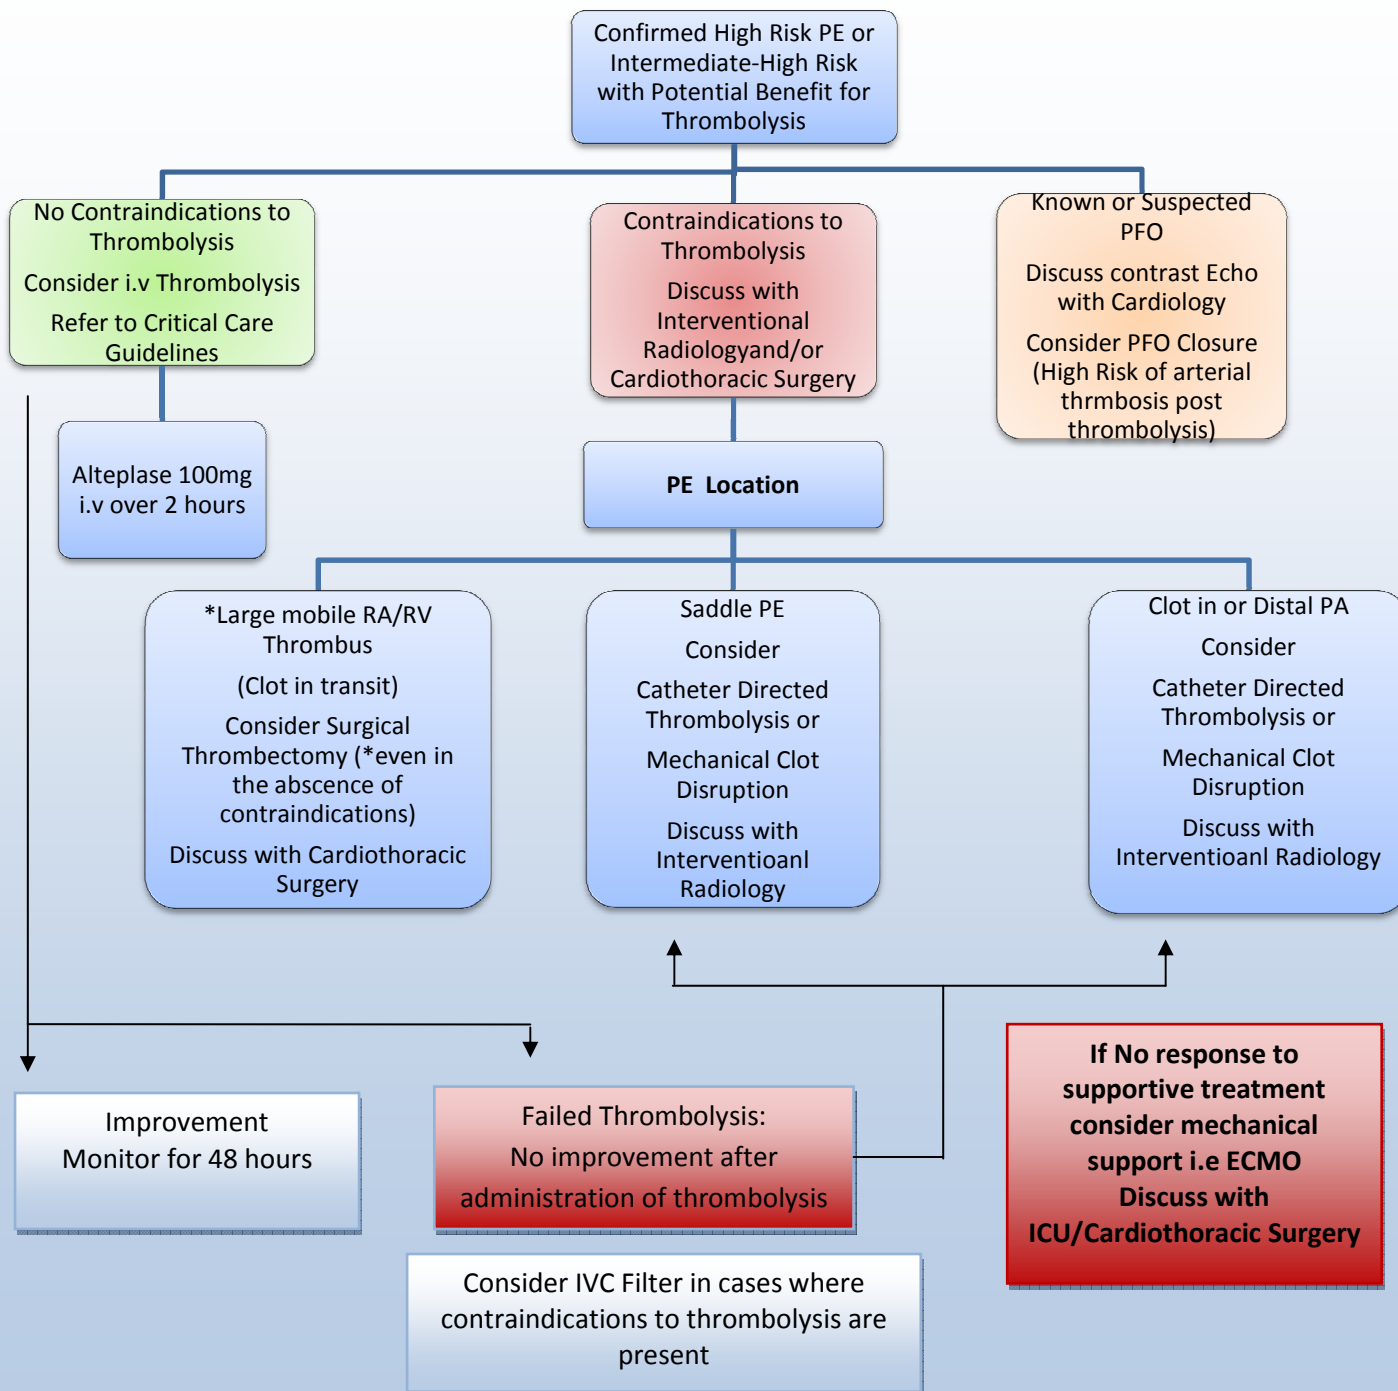 Confirmed High Risk PE or
Intermediate-High Risk
with Potential Benefit for
Thrombolysis
No Contraindications to
Thrombolysis
Consider i.v Thrombolysis
Refer to Critical Care
Guidelines
Contraindications to
Thrombolysis
Discuss with
Interventional
Radiologyand/or
Cardiothoracic Surgery
Known or Suspected
PFO
Discuss contrast Echo
with Cardiology
Consider PFO Closure
(High Risk of arterial
thrmbosis post
thrombolysis)
Alteplase 100mg
i.v over 2 hours
PE Location
*Large mobile RA/RV
Thrombus
(Clot in transit)
Consider Surgical
Thrombectomy (*even in
the abscence of
contraindications)
Discuss with Cardiothoracic
Surgery
Saddle PE
Consider
Catheter Directed
Thrombolysis or
Mechanical Clot
Disruption
Discuss with
Interventioanl
Radiology
Clot in or Distal PA
Consider
Catheter Directed
Thrombolysis or
Mechanical Clot
Disruption
Discuss with
Interventioanl Radiology
Improvement
Monitor for 48 hours
Failed Thrombolysis:
No improvement after
administration of thrombolysis
If No response to
supportive treatment
consider mechanical
support i.e ECMO
Discuss with
ICU/Cardiothoracic Surgery
Consider IVC Filter in cases where
contraindications to thrombolysis are
present